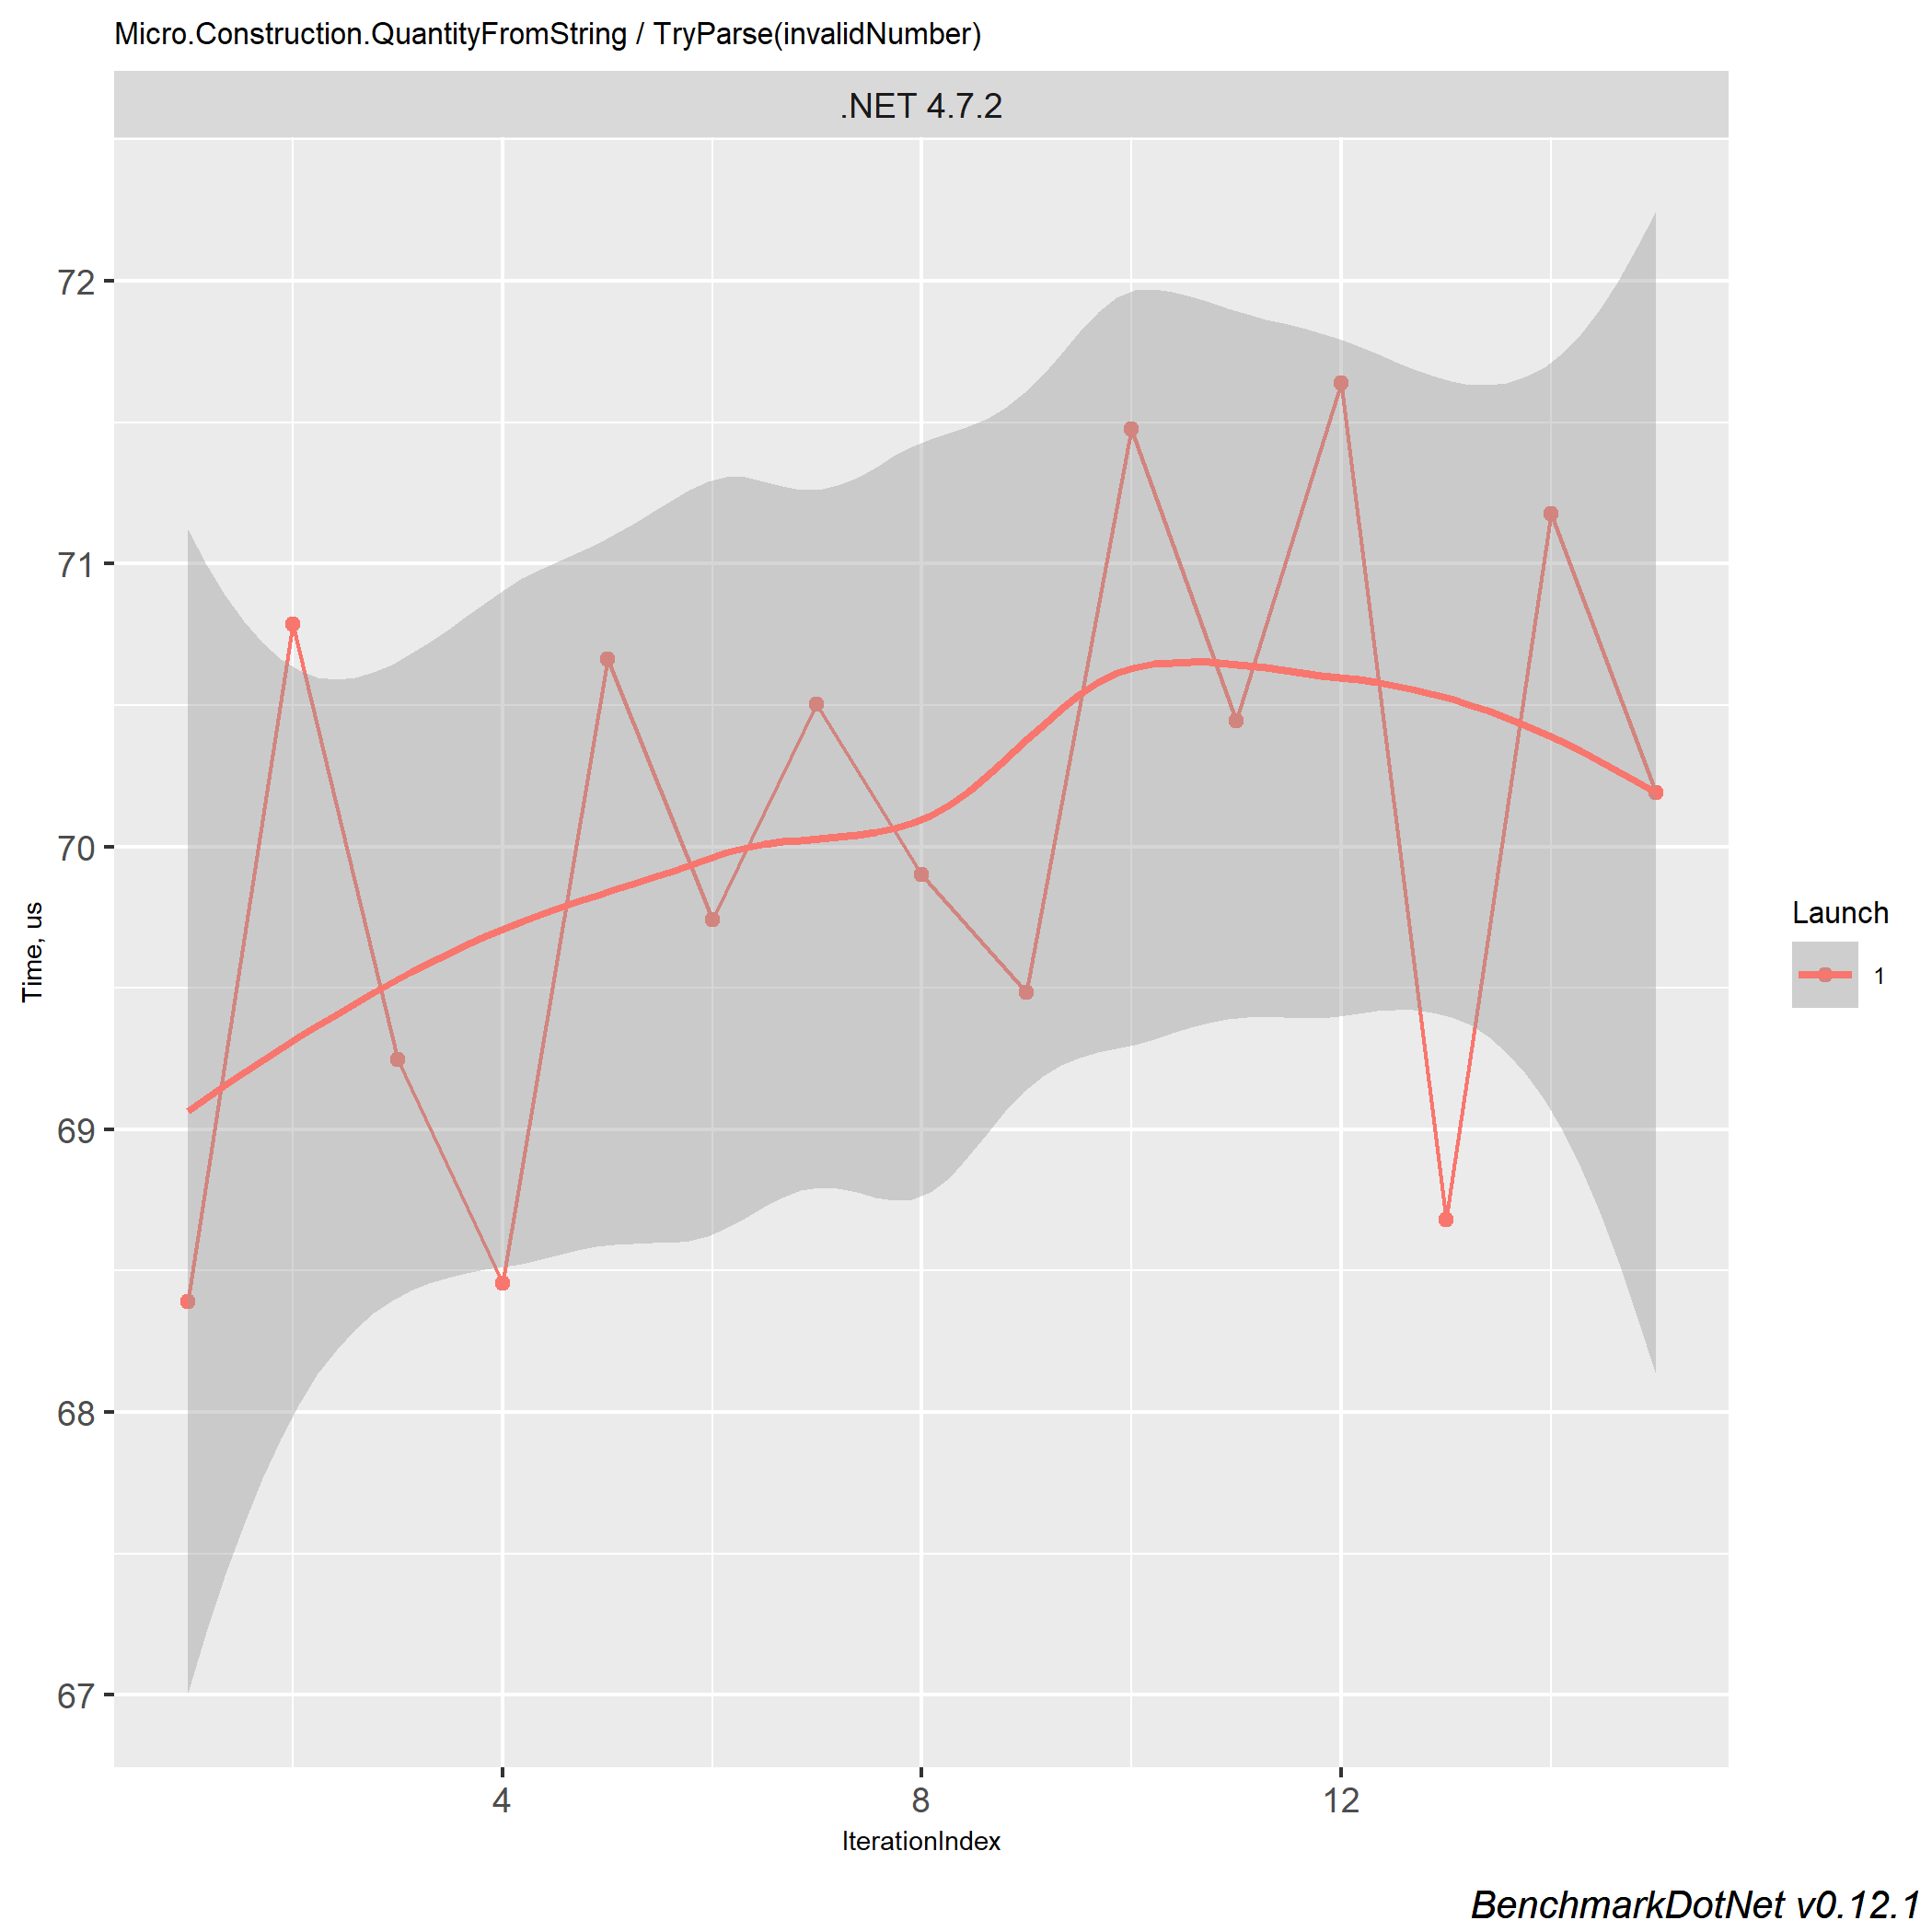 Micro.Construction.QuantityFromString / TryParse(invalidNumber)
.NET 4.7.2
72
71
70
69
68
67
Time, us
4
8
12
IterationIndex
Launch
1
BenchmarkDotNet v0.12.1